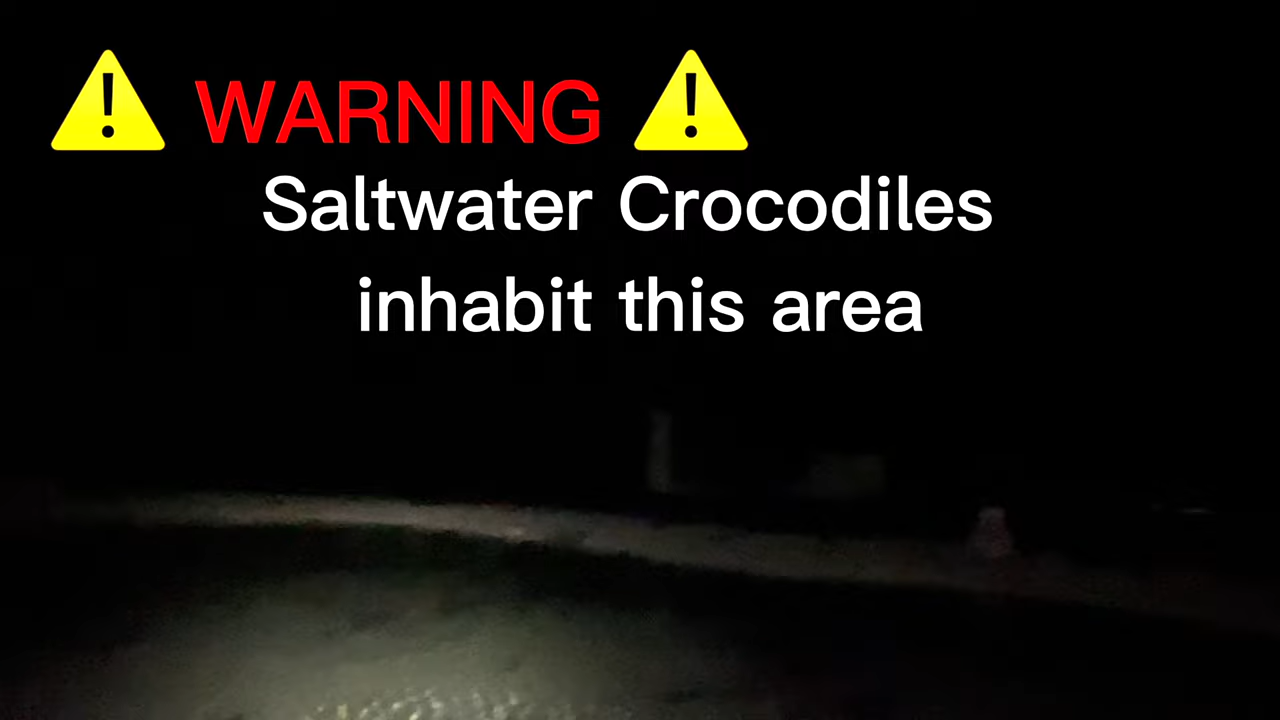 ⚠️ WARNING ⚠️
Saltwater Crocodiles
inhabit this area